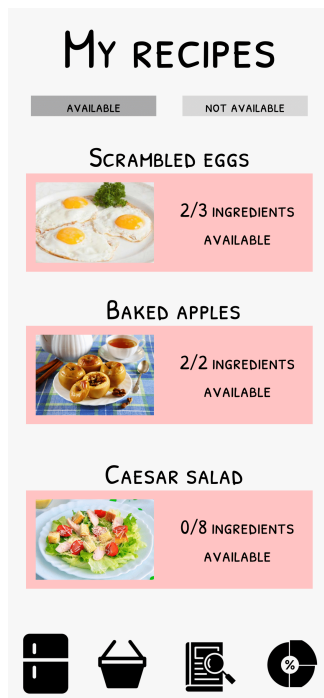 My recipes
available
not available
Scrambled eggs
2/3 ingredients
available
Baked apples
2/2 ingredients
available
Caesar salad
0/8 ingredients
available
%